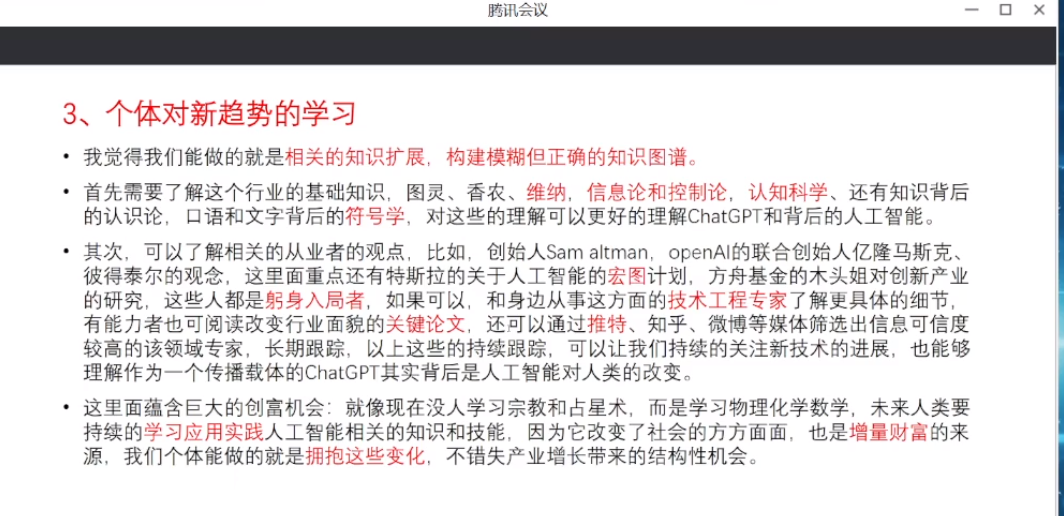 腾讯会议
3、个体对新趋势的学习
• 我觉得我们能做的就是相关的知识扩展，构建模糊但正确的知识图谱。
• 首先需要了解这个行业的基础知识，图灵、香农、维纳，信息论和控制论，认知科学、还有知识背后
的认识论，口语和文字背后的符号学，对这些的理解可以更好的理解ChatGPT和背后的人工智能。
• 其次，可以了解相关的从业者的观点，比如，创始人Sam altman，openAI的联合创始人亿隆马斯克、
彼得泰尔的观念，这里面重点还有特斯拉的关于人工智能的宏图计划，方舟基金的木头姐对创新产业
的研究，这些人都是躬身入局者，如果可以，和身边从事这方面的技术工程专家了解更具体的细节，
有能力者也可阅读改变行业面貌的关键论文，还可以通过推特、知乎、微博等媒体筛选出信息可信度
较高的该领域专家，长期跟踪，以上这些的持续跟踪，可以让我们持续的关注新技术的进展，也能够
理解作为一个传播载体的ChatGPT其实背后是人工智能对人类的改变。
• 这里面蕴含巨大的创富机会：就像现在没人学习宗教和占星术，而是学习物理化学数学，未来人类要
持续的学习应用实践人工智能相关的知识和技能，因为它改变了社会的方方面面，也是增量财富的来
源，我们个体能做的就是拥抱这些变化，不错失产业增长带来的结构性机会。